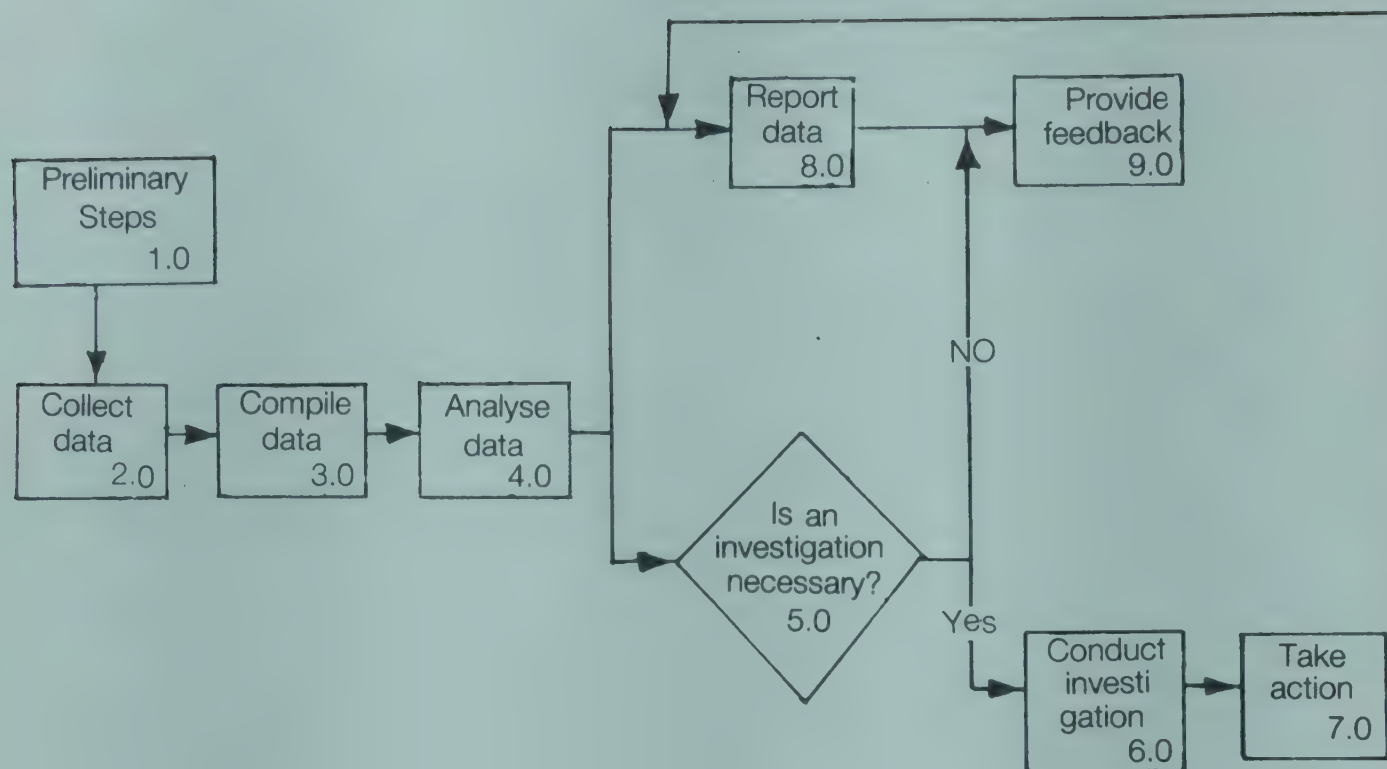 Preliminary
Steps
1.0
Collect
data
2.0
Compile
data
3.0
Analyse
data
4.0
Is an
investigation
necessary?
5.0
NO
Yes
Conduct
investi
gation
6.0
Take
action
7.0
Report
data
8.0
Provide
feedback
9.0